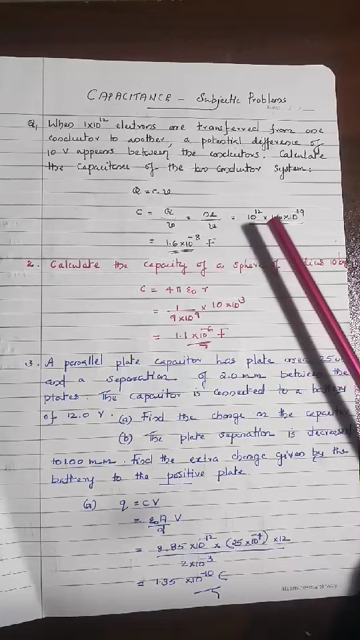 CAPACITANCE - Subjective Problems
Q1. When 1×10¹² electrons are transferred from one
conductor to another, a potential difference of
10 V appears between the conductors. Calculate
the Capacitance of the two conductor system.
Q = C.V
C = Q/V = ne/V = 10¹² × 1.6×10¹⁹
= 1.6×10⁻⁸ F
2. Calculate the capacity of a sphere of
C = 4π ε₀ r
= 1/(9×10⁹) × 10×10³
= 1.1×10⁻⁶ F
3. A parallel plate capacitor has plate area 25
and a separation of 2.0 mm between the
plates. The capacitor is connected to a battery
of 12.0 V. (a) Find the charge on the capacitor
(b) The plate separation is decreased
to 1.00 mm. Find the extra charge given by the
battery to the positive plate.
(a) q = CV
= ε₀A/d V
= 8.85×10⁻¹² × (25×10⁻⁴) × 12 / 2×10⁻³
= 1.35 ×10⁻¹⁰ C